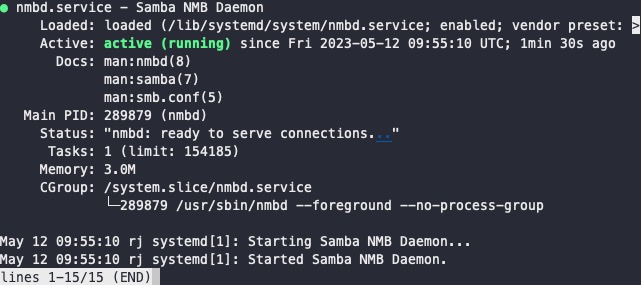 ● nmbd.service – Samba NMB Daemon
Loaded: loaded (/lib/systemd/system/nmbd.service; enabled; vendor preset: >
Active: active (running) since Fri 2023-05-12 09:55:10 UTC; 1min 30s ago
Docs: man:nmbd(8)
man:samba(7)
man:smb.conf(5)
Main PID: 289879 (nmbd)
Status: "nmbd: ready to serve connections..."
Tasks: 1 (limit: 154185)
Memory: 3.0M
CGroup: /system.slice/nmbd.service
└─289879 /usr/sbin/nmbd --foreground --no-process-group
May 12 09:55:10 rj systemd[1]: Starting Samba NMB Daemon...
May 12 09:55:10 rj systemd[1]: Started Samba NMB Daemon.
lines 1-15/15 (END)